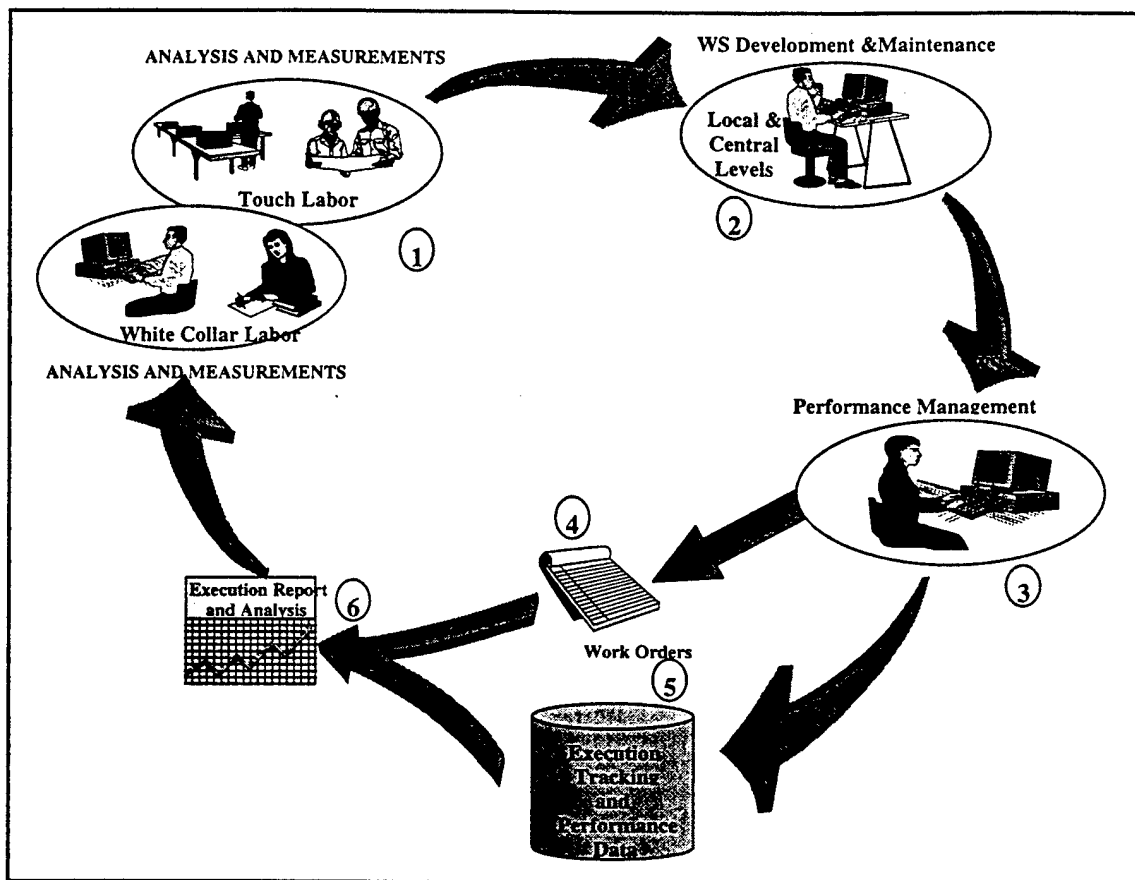 ANALYSIS AND MEASUREMENTS
Touch Labor
1
White Collar Labor
ANALYSIS AND MEASUREMENTS
WS Development &Maintenance
Local &
Central
Levels
2
Performance Management
3
4
Work Orders
5
Execution
Tracking
and
Performance
Data
Execution Report
and Analysis
6